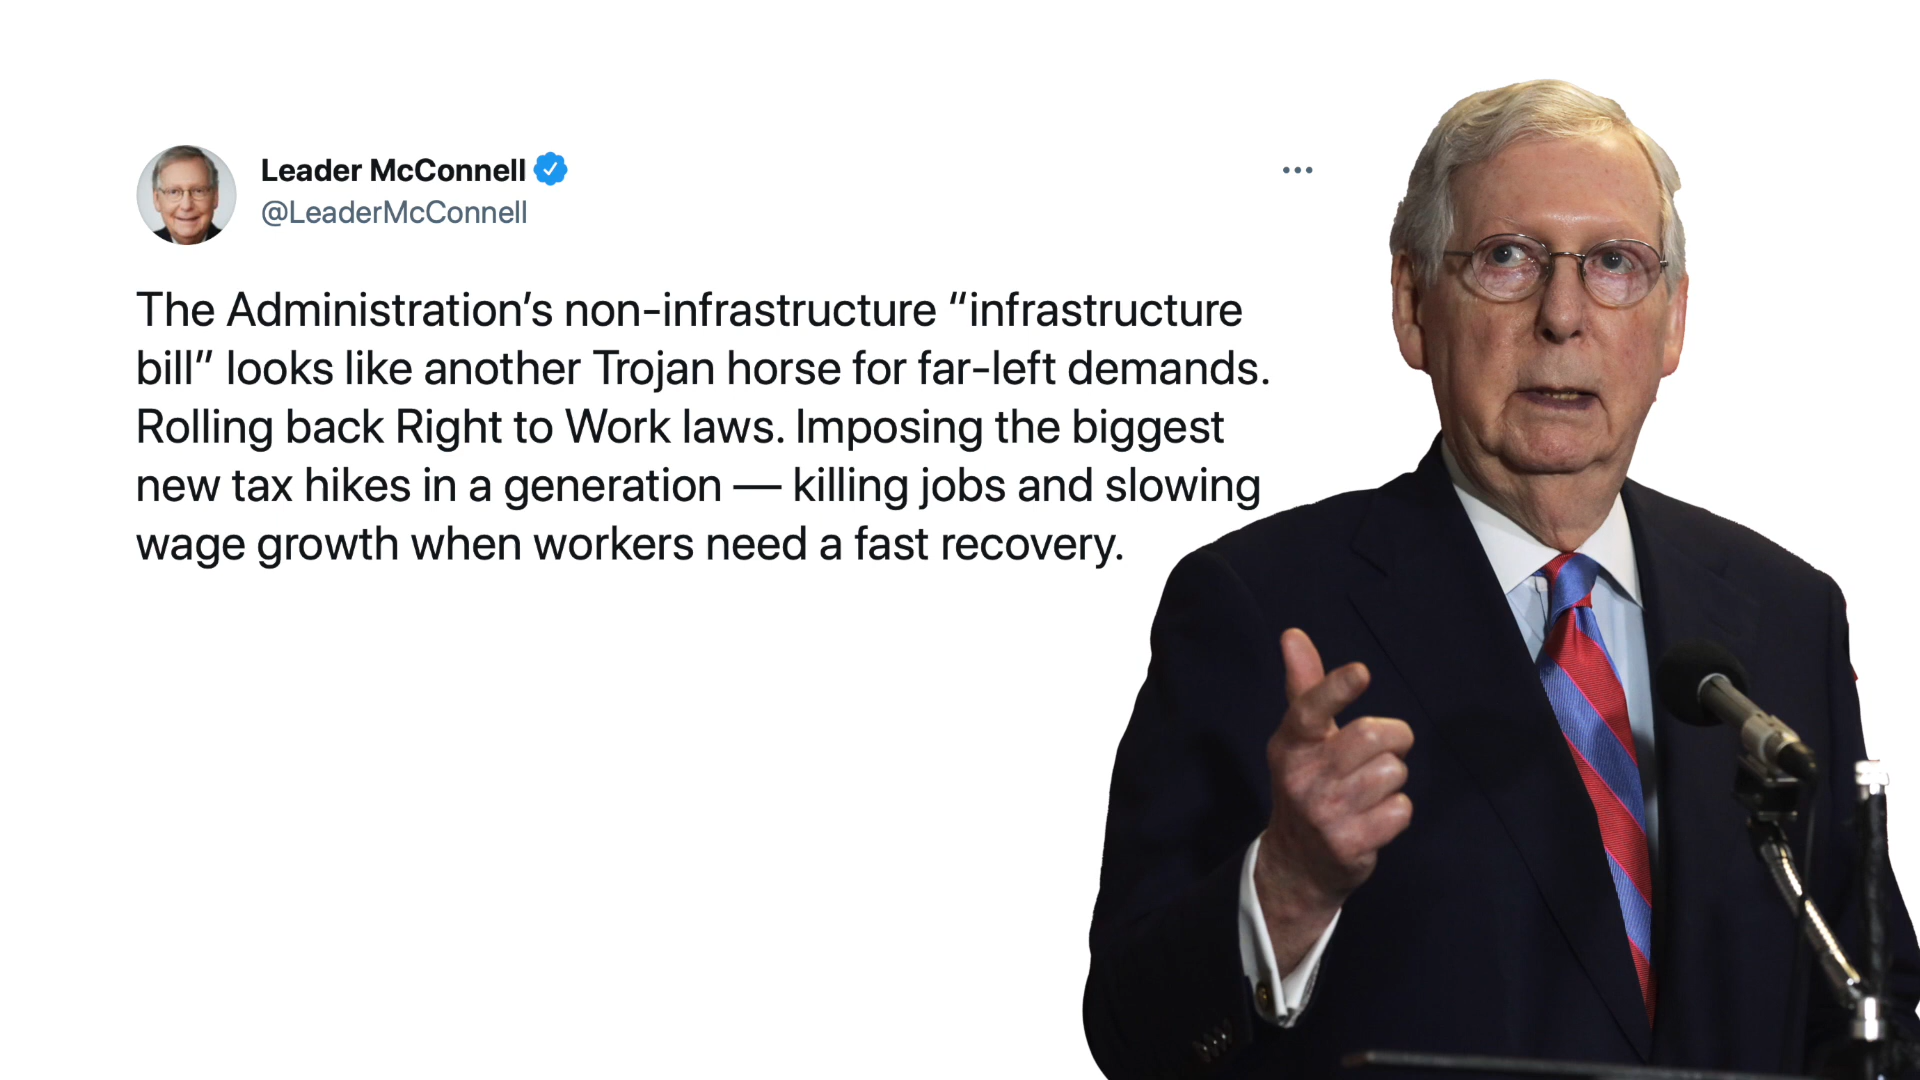 Leader McConnell
@LeaderMcConnell
The Administration’s non-infrastructure “infrastructure
bill” looks like another Trojan horse for far-left demands.
Rolling back Right to Work laws. Imposing the biggest
new tax hikes in a generation — killing jobs and slowing
wage growth when workers need a fast recovery.